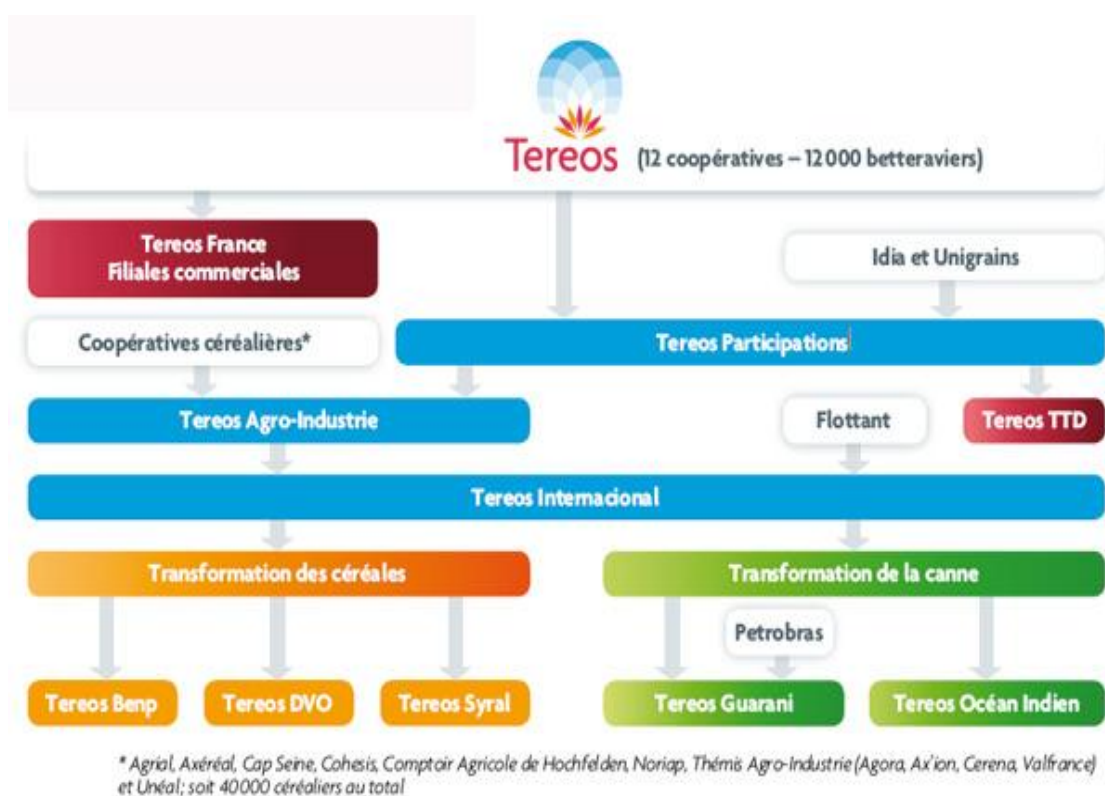 Tereos (12 coopératives – 12 000 betteraviers)
Tereos France
Filiales commerciales
Idia et Unigrains
Coopératives céréalières*
Tereos Participations
Tereos Agro-Industrie
Flottant
Tereos TTD
Tereos Internacional
Transformation des céréales
Transformation de la canne
Petrobras
Tereos Benp
Tereos DVO
Tereos Syral
Tereos Guarani
Tereos Océan Indien
* Agrial, Axéréal, Cap Seine, Cohesis, Comptoir Agricole de Hochfelden, Noriap, Thémis Agro-Industrie (Agora, Ax'ion, Cerena, Valfrance)
et Unéal; soit 40 000 céréaliers au total